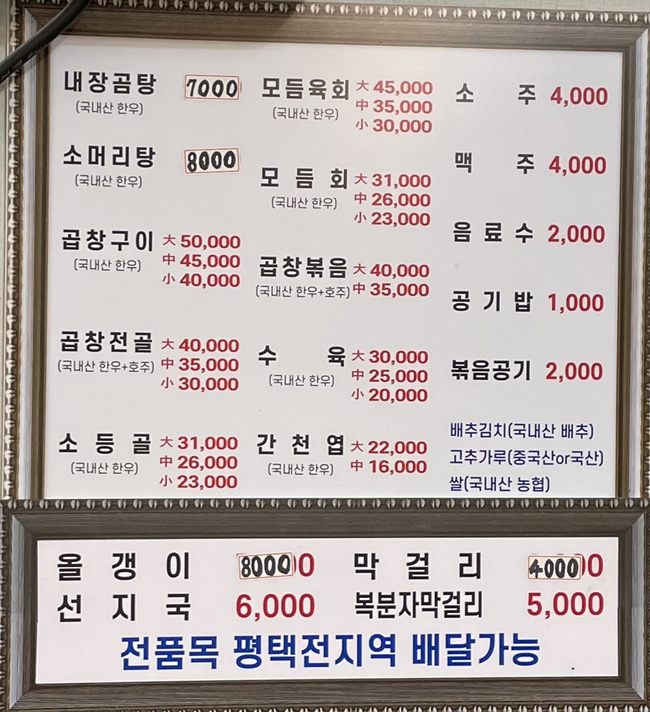 내장곰탕 7000
(국내산 한우)
소머리탕 8000
(국내산 한우)
곱창구이 大 50,000
(국내산 한우) 中 45,000
小 40,000
곱창전골 大 40,000
(국내산 한우+호주) 中 35,000
小 30,000
소등골 大 31,000
(국내산 한우) 中 26,000
小 23,000
모듬육회 大 45,000
(국내산 한우) 中 35,000
小 30,000
모듬회 大 31,000
(국내산 한우) 中 26,000
小 23,000
곱창볶음 大 40,000
(국내산 한우+호주) 中 35,000
수육 大 30,000
(국내산 한우) 中 25,000
小 20,000
간천엽 大 22,000
(국내산 한우) 中 16,000
소주 4,000
맥주 4,000
음료수 2,000
공기밥 1,000
볶음공기 2,000
배추김치(국내산 배추)
고추가루(중국산or국산)
쌀(국내산 농협)
올갱이 8000 막걸리 4000
선지국 6,000 복분자막걸리 5,000
전품목 평택전지역 배달가능